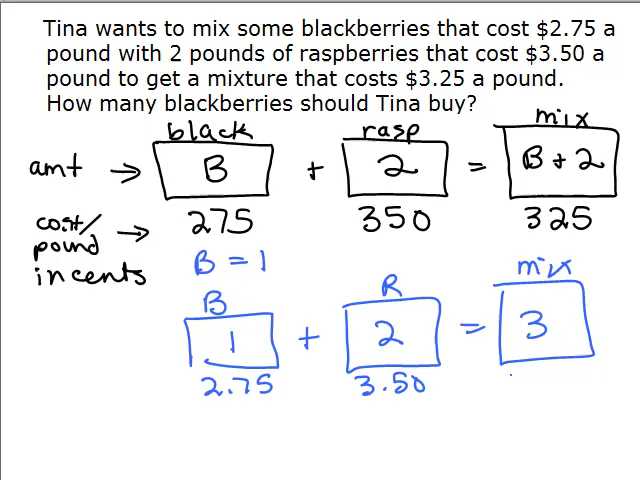 Tina wants to mix some blackberries that cost $2.75 a
pound with 2 pounds of raspberries that cost $3.50 a
pound to get a mixture that costs $3.25 a pound.
How many blackberries should Tina buy?
black rasp mix
amt → B + 2 = B + 2
cost/
pound → 275 350 325
in cents
B = 1
B R mix
1 + 2 = 3
2.75 3.50